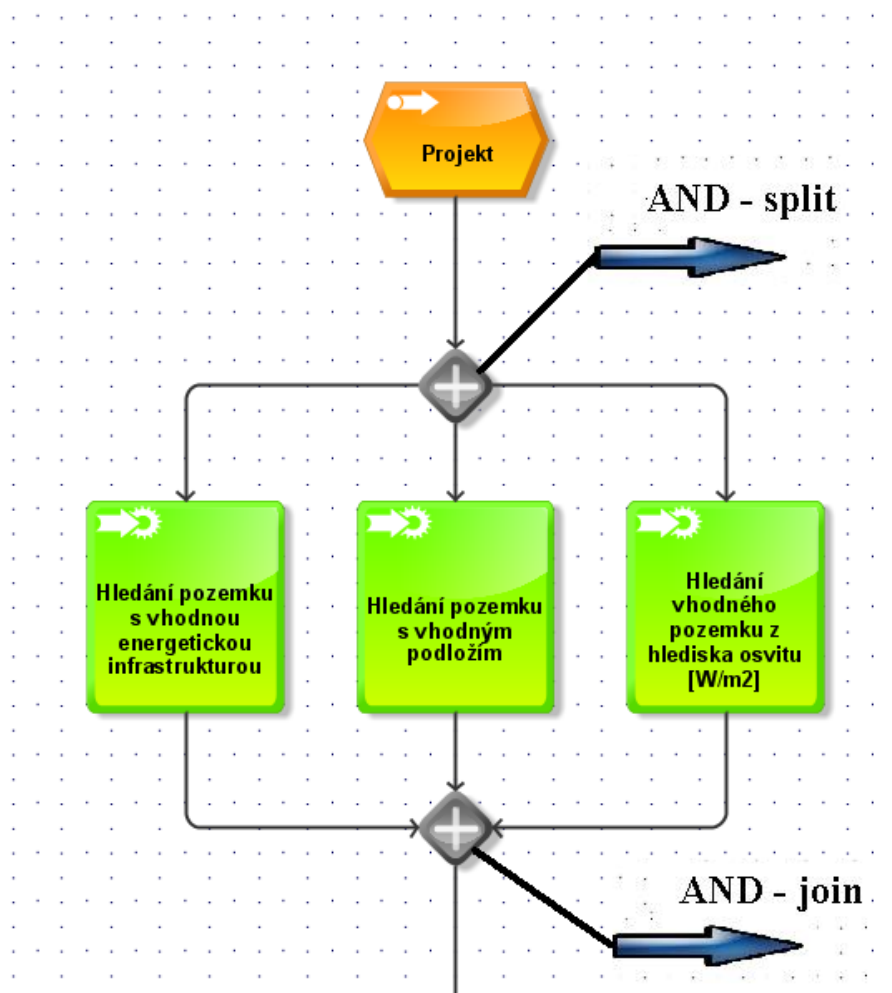 Projekt
AND - split
Hledání pozemku
s vhodnou
energetickou
infrastrukturou
Hledání pozemku
s vhodným
podložím
Hledání
vhodného
pozemku z
hlediska osvitu
[W/m2]
AND - join